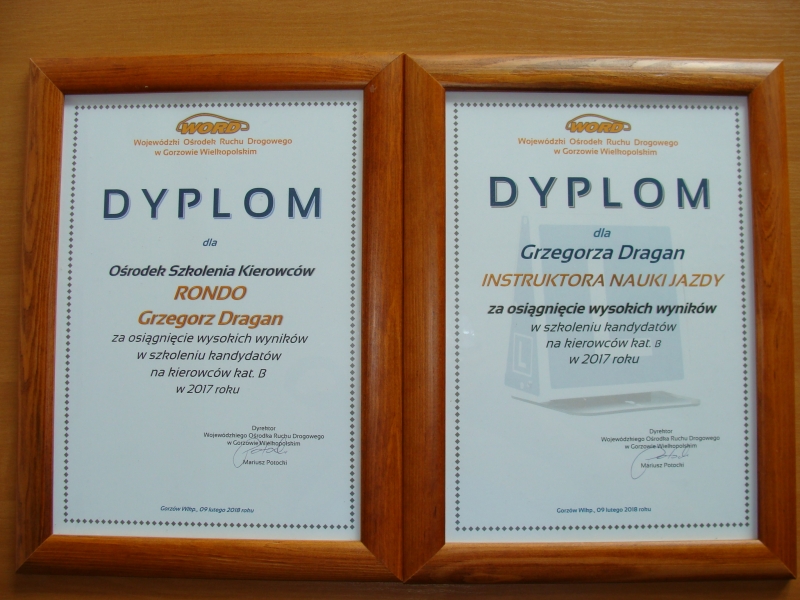 WORD
Wojewódzki Ośrodek Ruchu Drogowego
w Gorzowie Wielkopolskim
DYPLOM
dla
Ośrodek Szkolenia Kierowców
RONDO
Grzegorz Dragan
za osiągnięcie wysokich wyników
w szkoleniu kandydatów
na kierowców kat. B
w 2017 roku
Dyrektor
Wojewódzkiego Ośrodka Ruchu Drogowego
w Gorzowie Wielkopolskim
Mariusz Potocki
Gorzów Wlkp., 09 lutego 2018 roku
WORD
Wojewódzki Ośrodek Ruchu Drogowego
w Gorzowie Wielkopolskim
DYPLOM
dla
Grzegorza Dragan
INSTRUKTORA NAUKI JAZDY
za osiągnięcie wysokich wyników
w szkoleniu kandydatów
na kierowców kat. B
w 2017 roku
L
Dyrektor
Wojewódzkiego Ośrodka Ruchu Drogowego
w Gorzowie Wielkopolskim
Mariusz Potocki
Gorzów Wlkp., 09 lutego 2018 roku